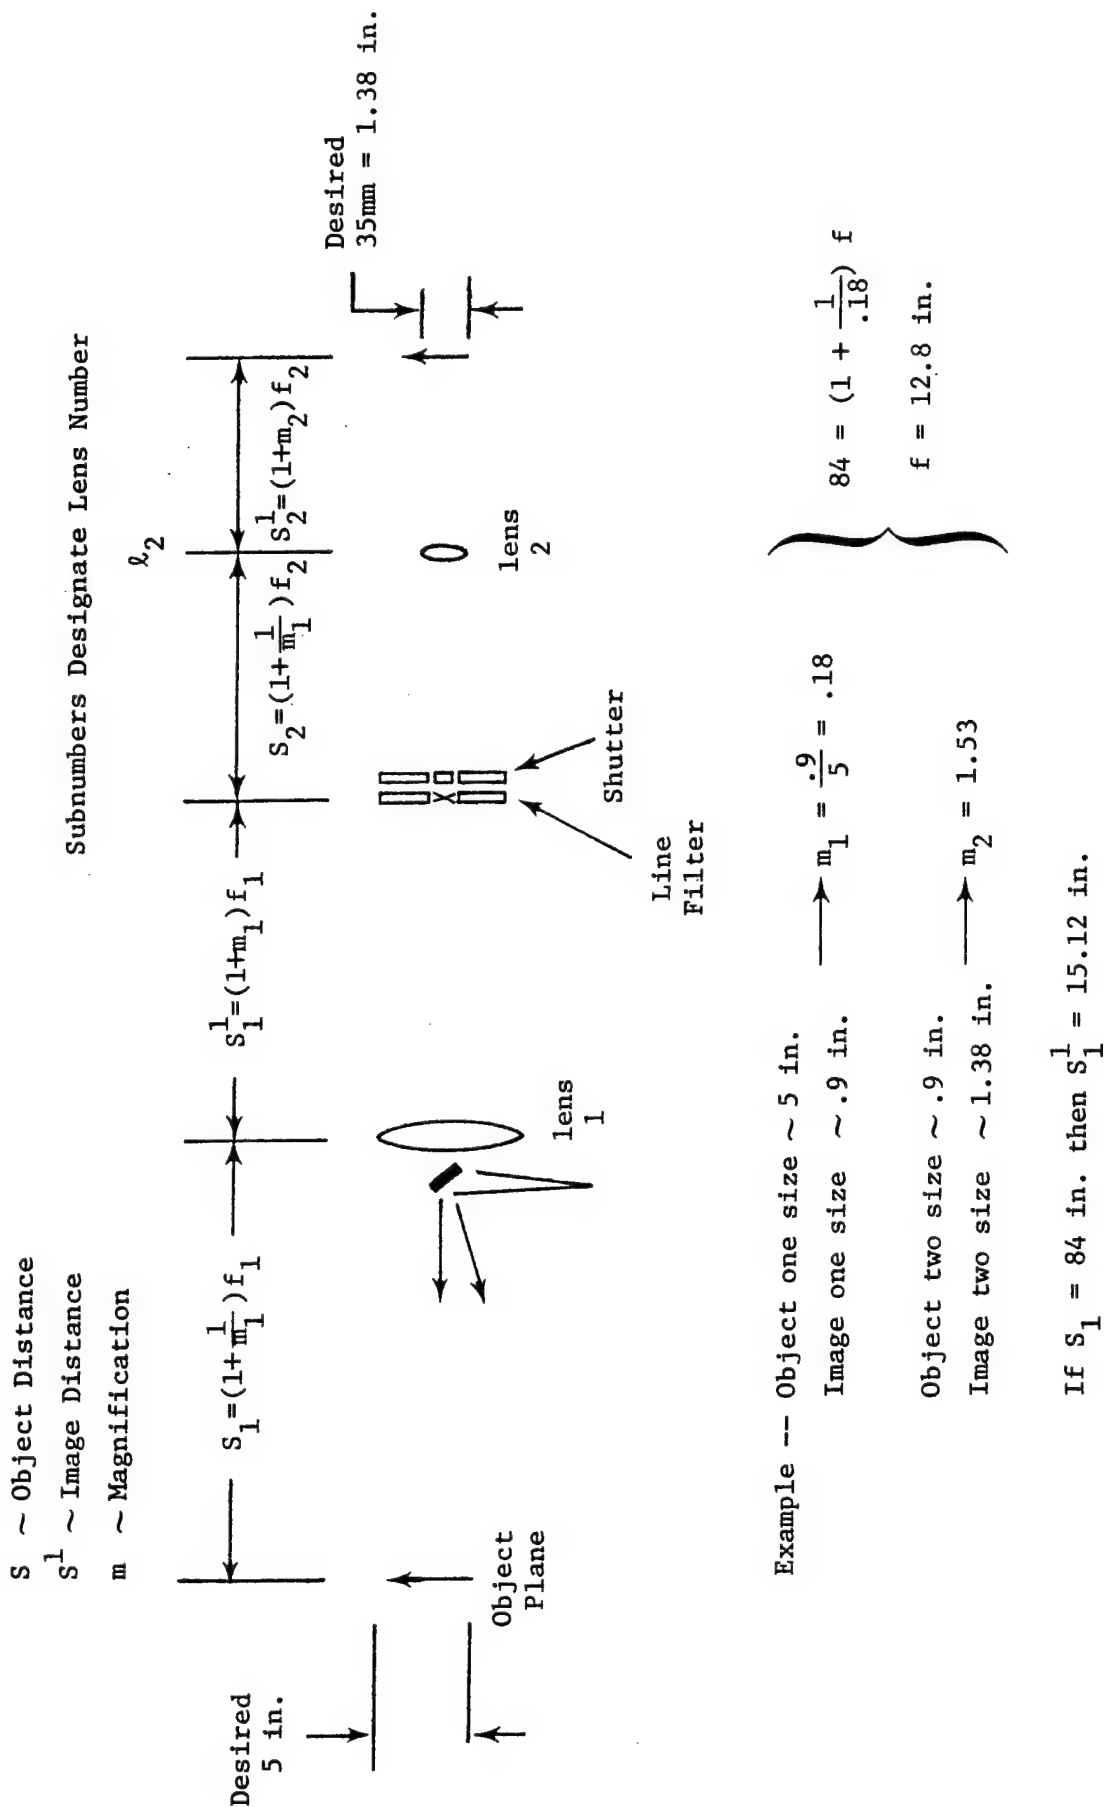 S ~ Object Distance
S¹ ~ Image Distance
m ~ Magnification
Subnumbers Designate Lens Number
ℓ₂
S₁=(1+1/m₁)f₁
S¹₁=(1+m₁)f₁
S₂=(1+1/m₁)f₂
S¹₂=(1+m₂)f₂
Desired
5 in.
Object
Plane
lens
1
Line
Filter
Shutter
lens
2
Desired
35mm = 1.38 in.
Example -- Object one size ~ 5 in.
Image one size ~.9 in.
m₁ = .9/5 = .18
Object two size ~.9 in.
Image two size ~1.38 in.
m₂ = 1.53
84 = (1 + 1/.18) f
f = 12.8 in.
If S₁ = 84 in. then S¹₁ = 15.12 in.